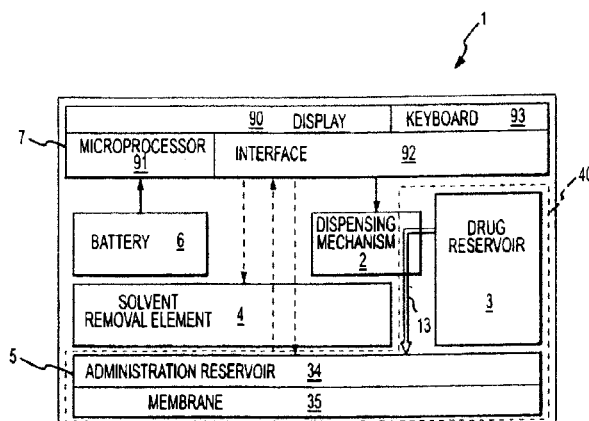 1
90 DISPLAY
KEYBOARD 93
7
MICROPROCESSOR
91
INTERFACE 92
40
BATTERY 6
DISPENSING
MECHANISM
2
DRUG
RESERVOIR
3
SOLVENT
REMOVAL ELEMENT 4
13
5
ADMINISTRATION RESERVOIR 34
MEMBRANE 35